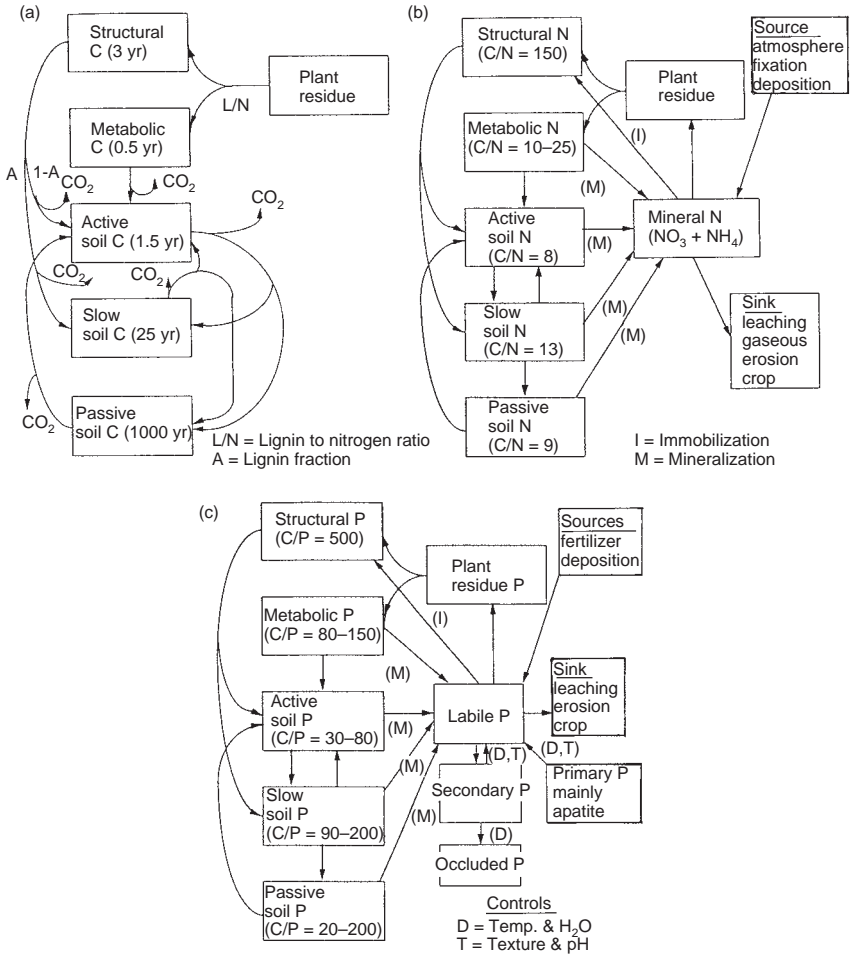 (a)
Structural
C (3 yr)
L/N
Plant
residue
Metabolic
C (0.5 yr)
A
1-A
CO2
CO2
Active
soil C (1.5 yr)
CO2
CO2
CO2
Slow
soil C (25 yr)
CO2
Passive
soil C (1000 yr)
L/N = Lignin to nitrogen ratio
A = Lignin fraction
(b)
Structural N
(C/N = 150)
Plant
residue
Source
atmosphere
fixation
deposition
Metabolic N
(C/N = 10–25)
(I)
(M)
Active
soil N
(C/N = 8)
(M)
Mineral N
(NO3 + NH4)
Slow
soil N
(C/N = 13)
(M)
(M)
Sink
leaching
gaseous
erosion
crop
Passive
soil N
(C/N = 9)
I = Immobilization
M = Mineralization
(c)
Structural P
(C/P = 500)
Plant
residue P
Sources
fertilizer
deposition
Metabolic P
(C/P = 80–150)
(I)
(M)
Active
soil P
(C/P = 30–80)
(M)
Labile P
Sink
leaching
erosion
crop
(D,T)
(D,T)
Slow
soil P
(C/P = 90–200)
(M)
(M)
Secondary P
Primary P
mainly
apatite
(D)
Occluded P
Passive
soil P
(C/P = 20–200)
Controls
D = Temp. & H2O
T = Texture & pH